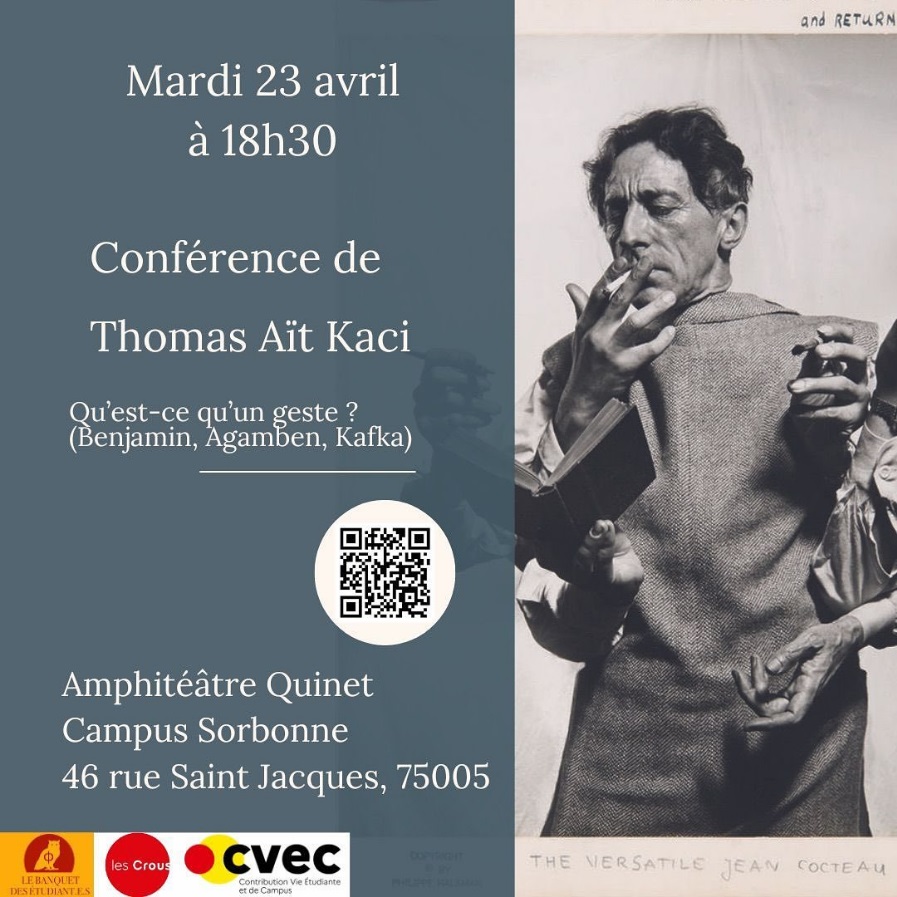 and RETURN
Mardi 23 avril
à 18h30
Conférence de
Thomas Aït Kaci
Qu’est-ce qu’un geste ?
(Benjamin, Agamben, Kafka)
Amphitéâtre Quinet
Campus Sorbonne
46 rue Saint Jacques, 75005
LE BANQUET
DES ÉTUDIANT.E.S
les Crous
cvec
Contribution Vie Étudiante
et de Campus
COPYRIGHT
THE VERSATILE JEAN COCTEAU